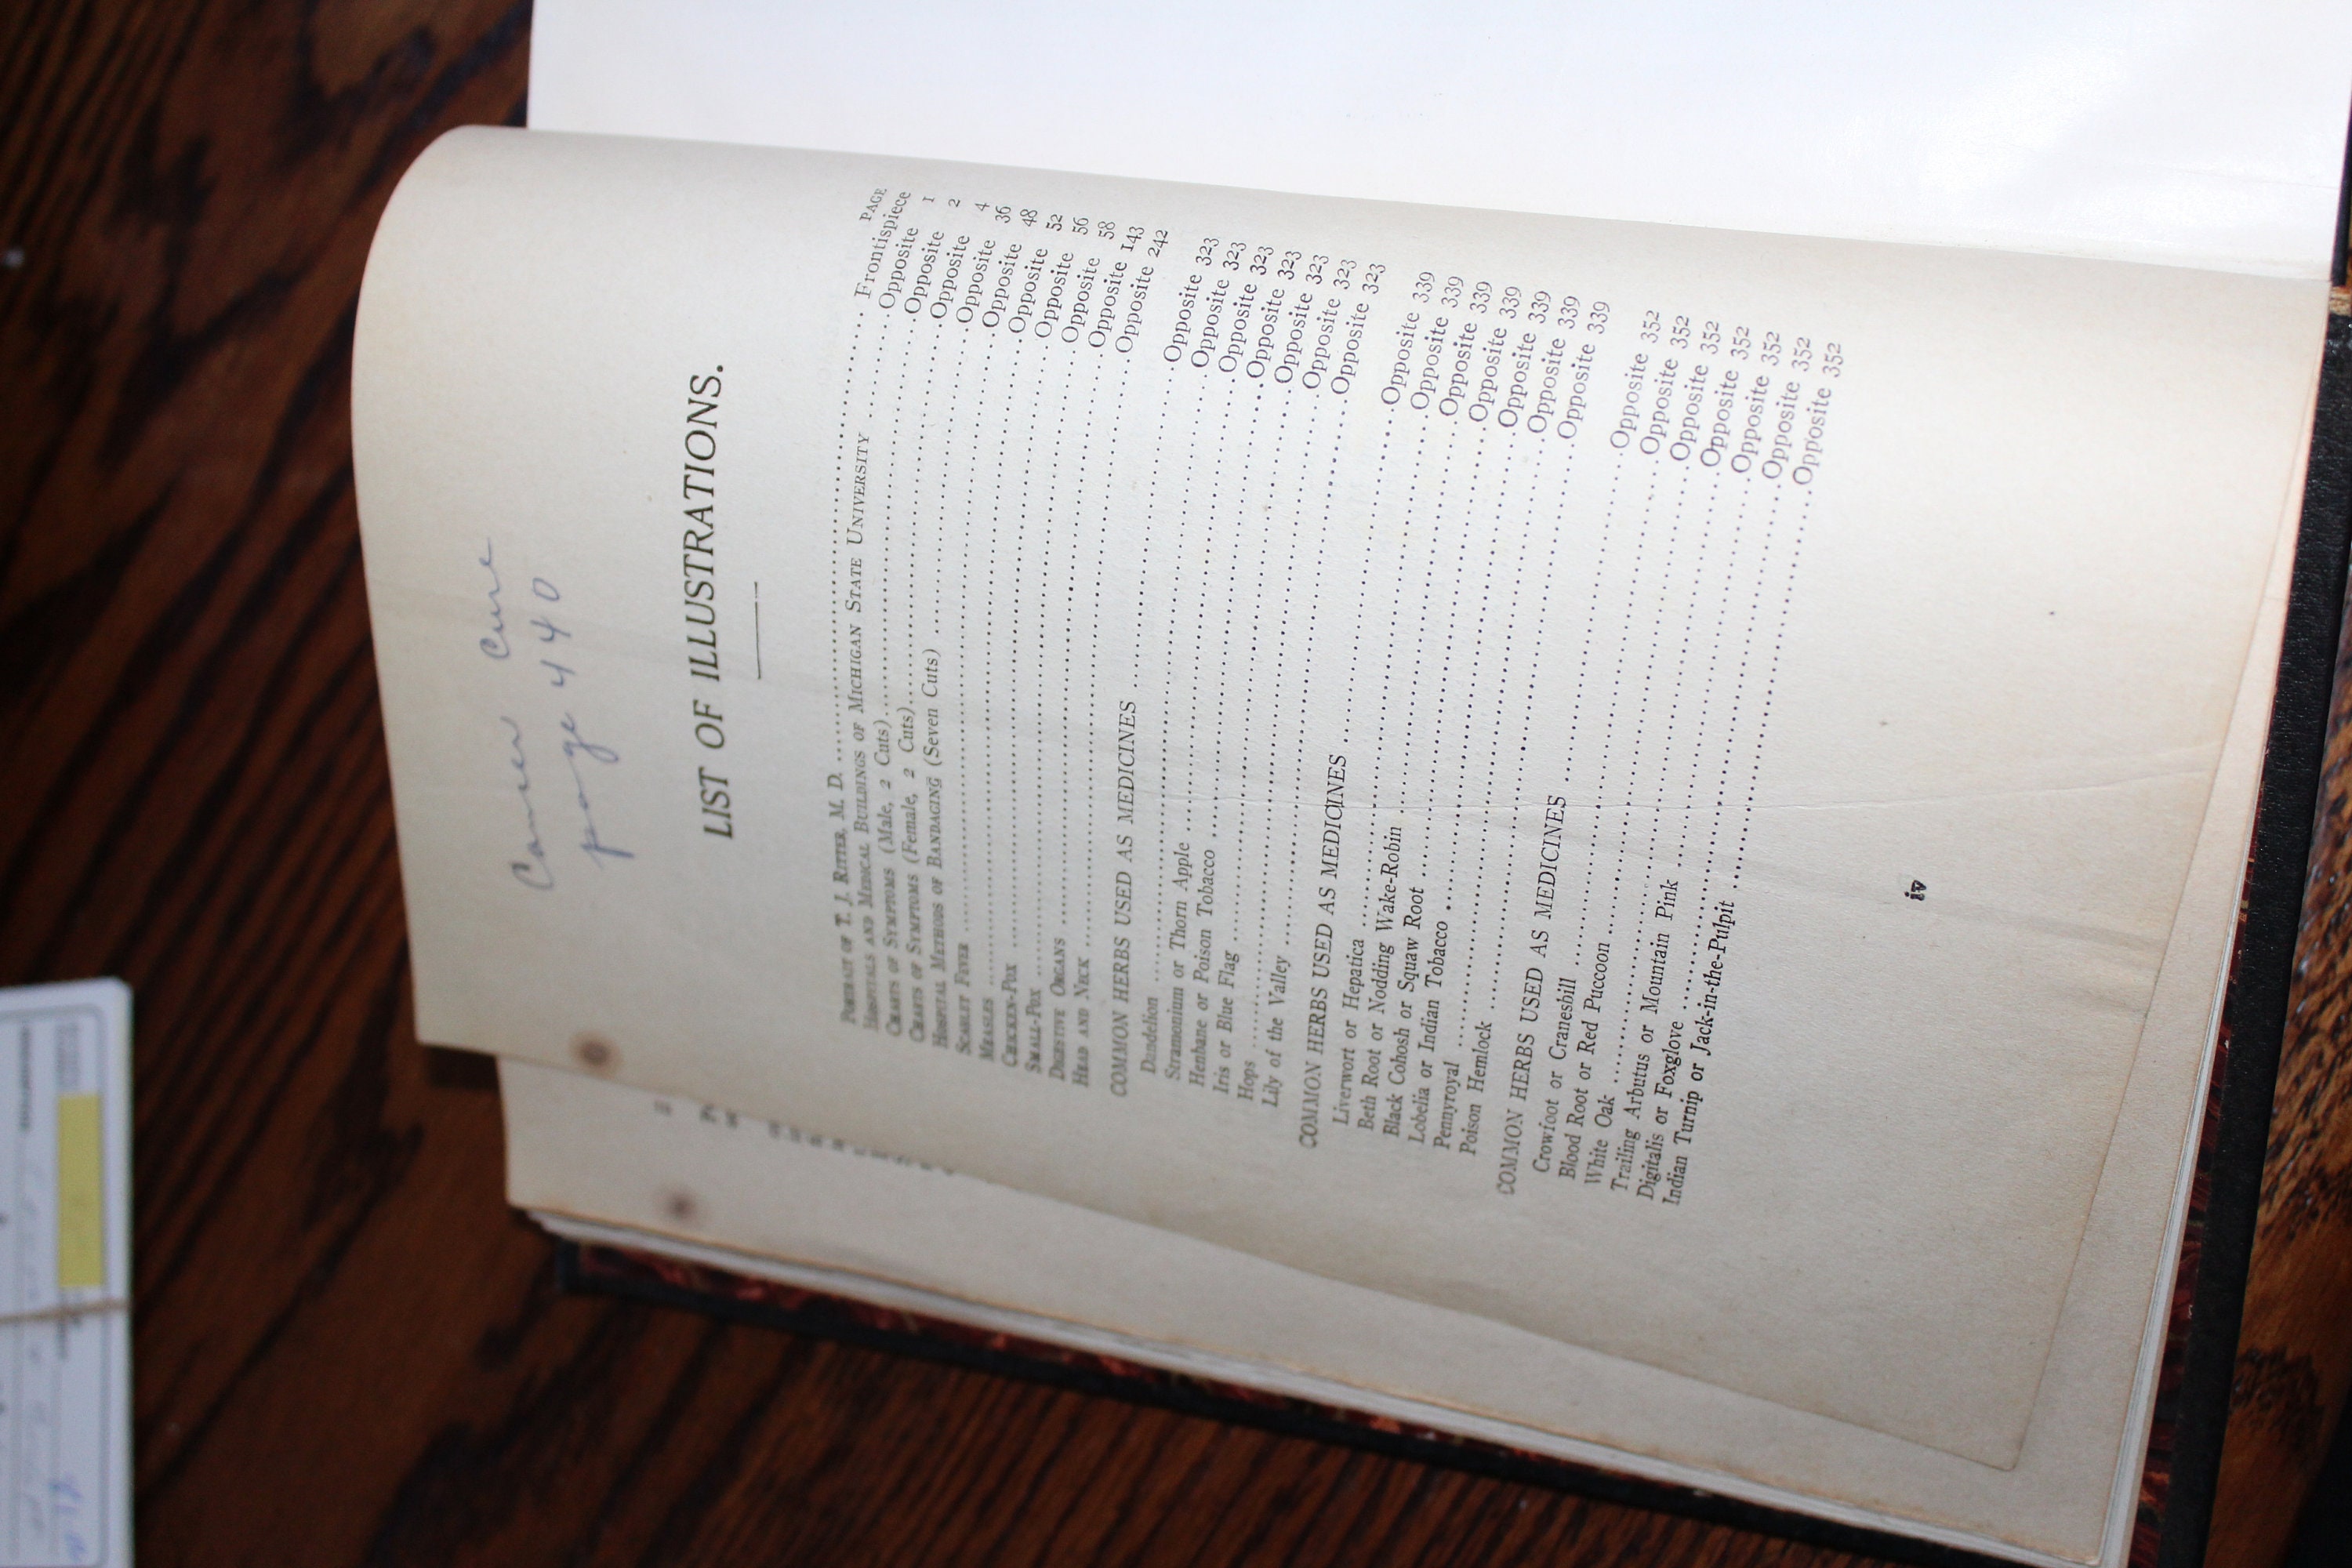 Cancer Cure
page 440
LIST OF ILLUSTRATIONS.
PAGE
PORTRAIT OF T. J. RITTER, M. D. .......... Frontispiece
HOSPITALS AND MEDICAL BUILDINGS OF MICHIGAN STATE UNIVERSITY .......... Opposite 1
CHARTS OF SYMPTOMS (Male, 2 Cuts) .......... Opposite 2
CHARTS OF SYMPTOMS (Female, 2 Cuts) .......... Opposite 4
HOSPITAL METHODS OF BANDAGING (Seven Cuts) .......... Opposite 36
SCARLET FEVER .......... Opposite 48
MEASLES .......... Opposite 52
CHICKEN-POX .......... Opposite 56
SMALL-POX .......... Opposite 58
DIGESTIVE ORGANS .......... Opposite 143
HEAD AND NECK .......... Opposite 242
COMMON HERBS USED AS MEDICINES .......... Opposite 323
Dandelion .......... Opposite 323
Stramonium or Thorn Apple .......... Opposite 323
Henbane or Poison Tobacco .......... Opposite 323
Iris or Blue Flag .......... Opposite 323
Hops .......... Opposite 323
Lily of the Valley .......... Opposite 323
COMMON HERBS USED AS MEDICINES .......... Opposite 339
Liverwort or Hepatica .......... Opposite 339
Beth Root or Nodding Wake-Robin .......... Opposite 339
Black Cohosh or Squaw Root .......... Opposite 339
Lobelia or Indian Tobacco .......... Opposite 339
Pennyroyal .......... Opposite 339
Poison Hemlock .......... Opposite 339
COMMON HERBS USED AS MEDICINES .......... Opposite 352
Crowfoot or Cranesbill .......... Opposite 352
Blood Root or Red Puccoon .......... Opposite 352
White Oak .......... Opposite 352
Trailing Arbutus or Mountain Pink .......... Opposite 352
Digitalis or Foxglove .......... Opposite 352
Indian Turnip or Jack-in-the-Pulpit .......... Opposite 352
iv